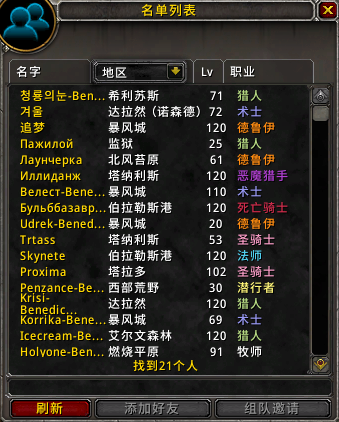 名单列表
名字 地区 Lv 职业
청룡의눈-Ben... 希利苏斯 71 猎人
겨울 达拉然（诺森德） 72 术士
追梦 暴风城 120 德鲁伊
Пажилой 监狱 25 猎人
Лаунчерка 北风苔原 61 德鲁伊
Иллиданж 塔纳利斯 120 恶魔猎手
Велест-Bene... 暴风城 110 术士
Бульббазавр... 伯拉勒斯港 120 死亡骑士
Udrek-Bened... 暴风城 20 德鲁伊
Trtass 塔纳利斯 53 圣骑士
Skynete 伯拉勒斯港 120 法师
Proxima 塔拉多 102 圣骑士
Penzance-Be... 西部荒野 30 潜行者
Krisi-Benedic... 达拉然 120 猎人
Korrika-Bene... 暴风城 69 术士
Icecream-Be... 艾尔文森林 120 猎人
Holyone-Ben... 燃烧平原 91 牧师
找到21个人
刷新 添加好友 组队邀请